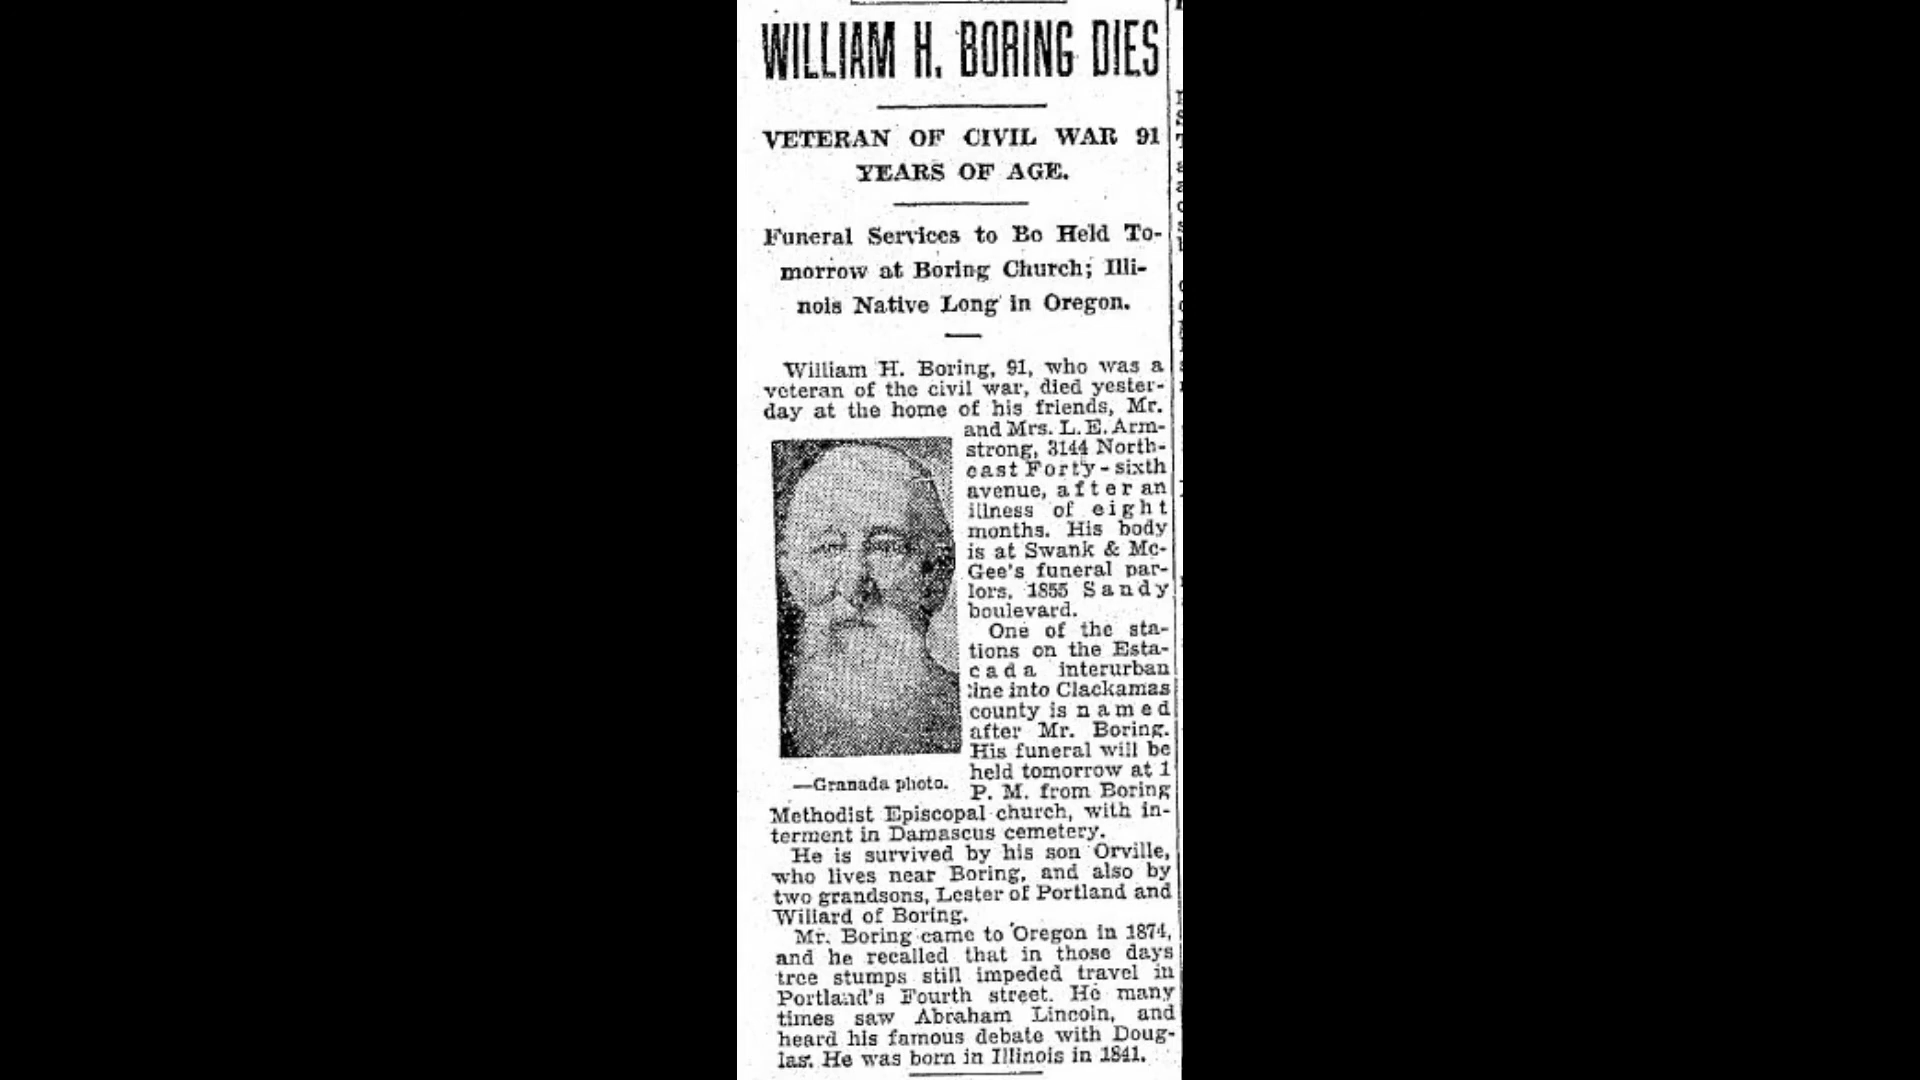 WILLIAM H. BORING DIES
VETERAN OF CIVIL WAR 91
YEARS OF AGE.
Funeral Services to Be Held To-
morrow at Boring Church; Illi-
nois Native Long in Oregon.
William H. Boring, 91, who was a
veteran of the civil war, died yester-
day at the home of his friends, Mr.
and Mrs. L. E. Arm-
strong, 3144 North-
east Forty-sixth
avenue, after an
illness of eight
months. His body
is at Swank & Mc-
Gee's funeral par-
lors, 1855 Sandy
boulevard.
One of the sta-
tions on the Esta-
cada interurban
line into Clackamas
county is named
after Mr. Boring.
His funeral will be
held tomorrow at 1
P. M. from Boring
—Granada photo.
Methodist Episcopal church, with in-
terment in Damascus cemetery.
He is survived by his son Orville,
who lives near Boring, and also by
two grandsons, Lester of Portland and
Willard of Boring.
Mr. Boring came to Oregon in 1874,
and he recalled that in those days
tree stumps still impeded travel in
Portland's Fourth street. He many
times saw Abraham Lincoln, and
heard his famous debate with Doug-
las. He was born in Illinois in 1841.